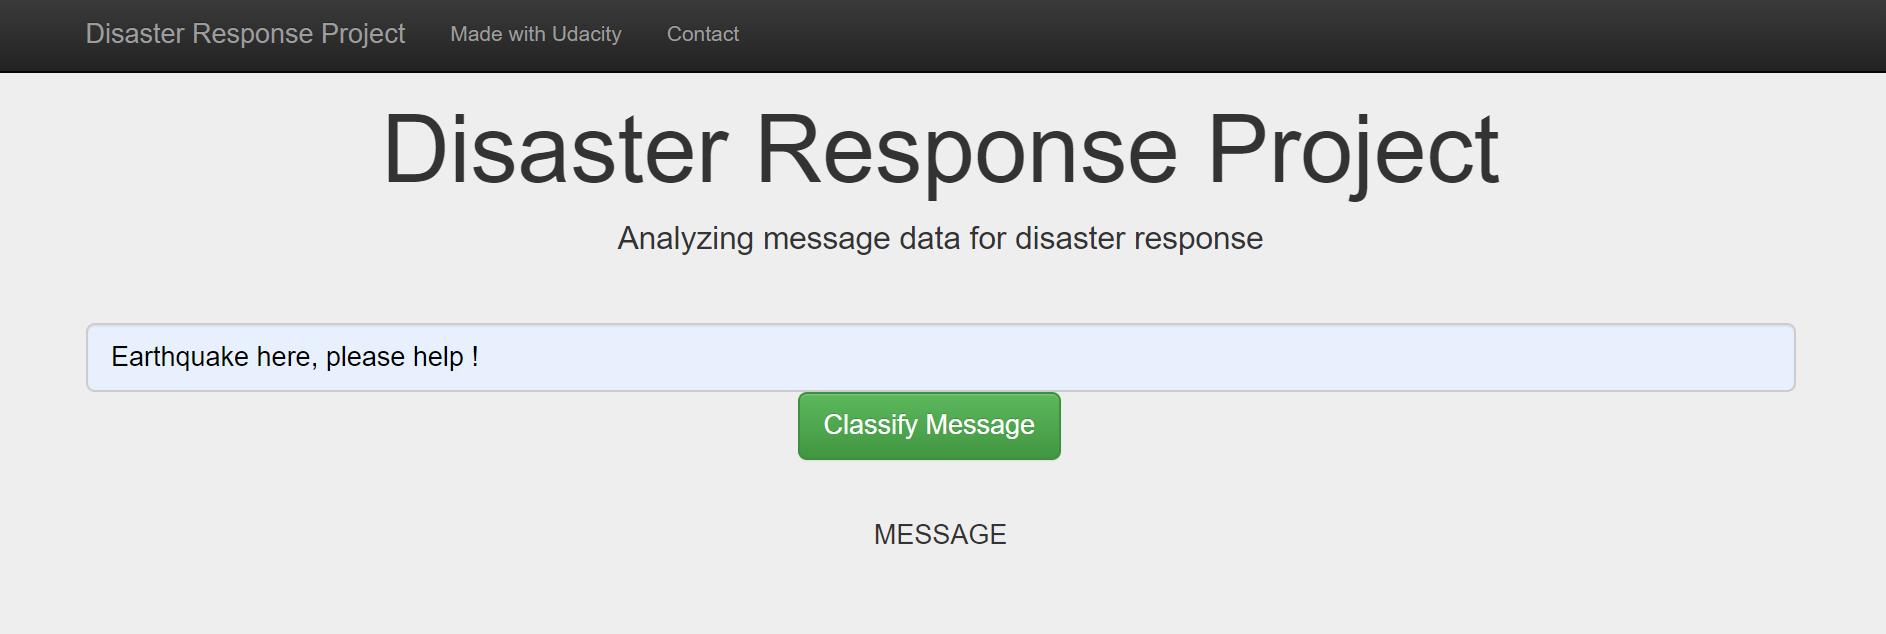 Disaster Response Project Made with Udacity Contact
Disaster Response Project
Analyzing message data for disaster response
Earthquake here, please help !
Classify Message
MESSAGE